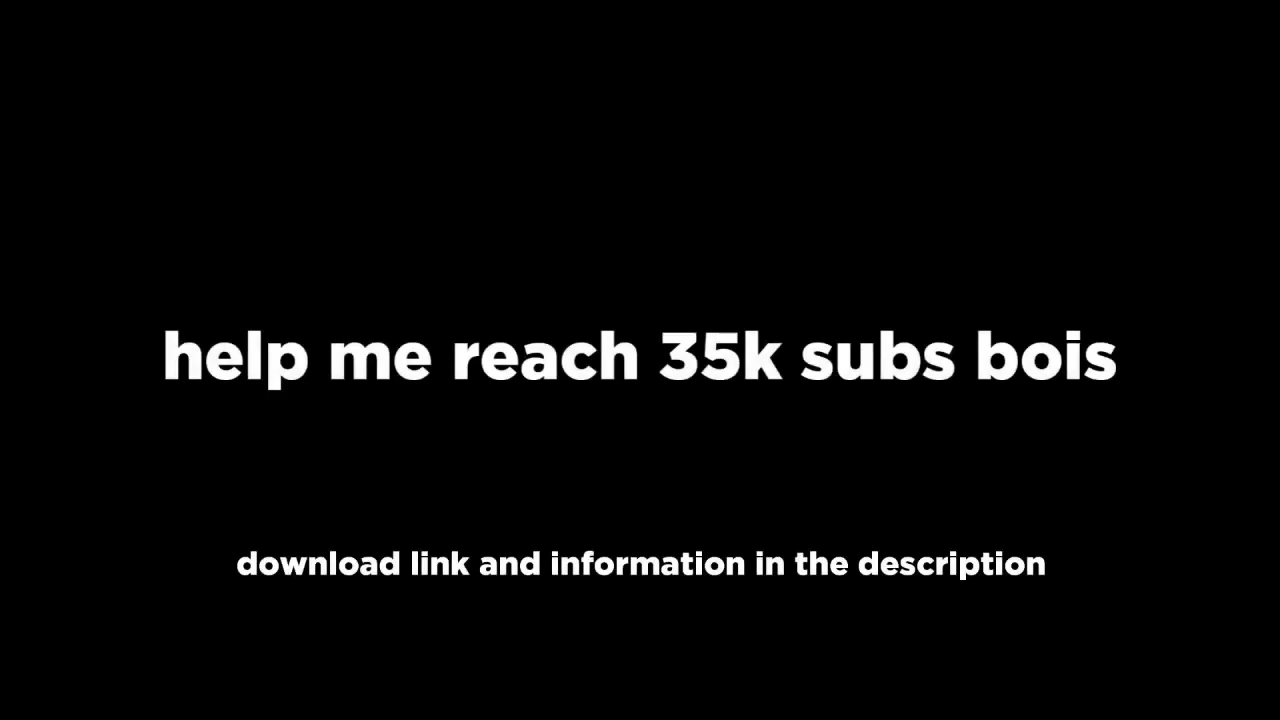 help me reach 35k subs bois
download link and information in the description